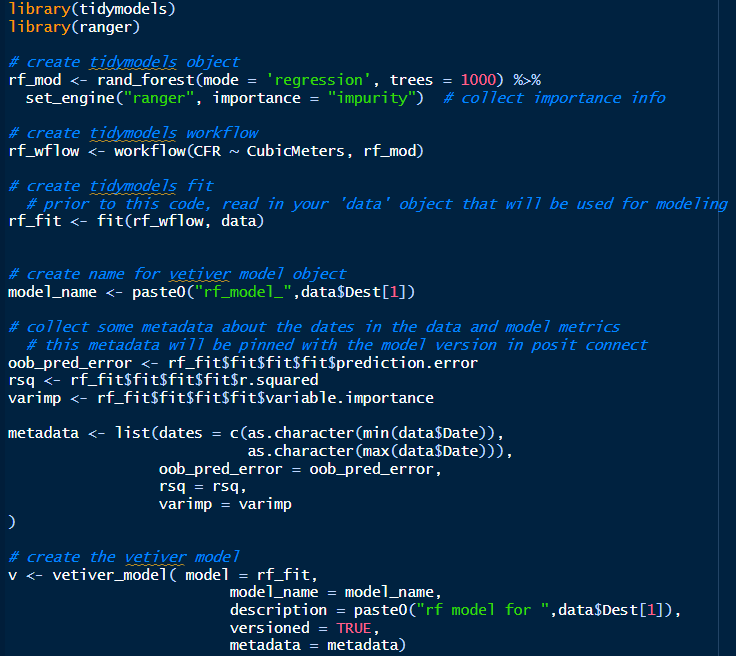 library(tidymodels)
library(ranger)
# create tidymodels object
rf_mod <- rand_forest(mode = 'regression', trees = 1000) %>%
  set_engine("ranger", importance = "impurity")  # collect importance info
# create tidymodels workflow
rf_wflow <- workflow(CFR ~ CubicMeters, rf_mod)
# create tidymodels fit
  # prior to this code, read in your 'data' object that will be used for modeling
rf_fit <- fit(rf_wflow, data)
# create name for vetiver model object
model_name <- paste0("rf_model_",data$Dest[1])
# collect some metadata about the dates in the data and model metrics
  # this metadata will be pinned with the model version in posit connect
oob_pred_error <- rf_fit$fit$fit$fit$prediction.error
rsq <- rf_fit$fit$fit$fit$r.squared
varimp <- rf_fit$fit$fit$fit$variable.importance
metadata <- list(dates = c(as.character(min(data$Date)),
                           as.character(max(data$Date))),
                 oob_pred_error = oob_pred_error,
                 rsq = rsq,
                 varimp = varimp
)
# create the vetiver model
v <- vetiver_model( model = rf_fit,
                         model_name = model_name,
                         description = paste0("rf model for ",data$Dest[1]),
                         versioned = TRUE,
                         metadata = metadata)